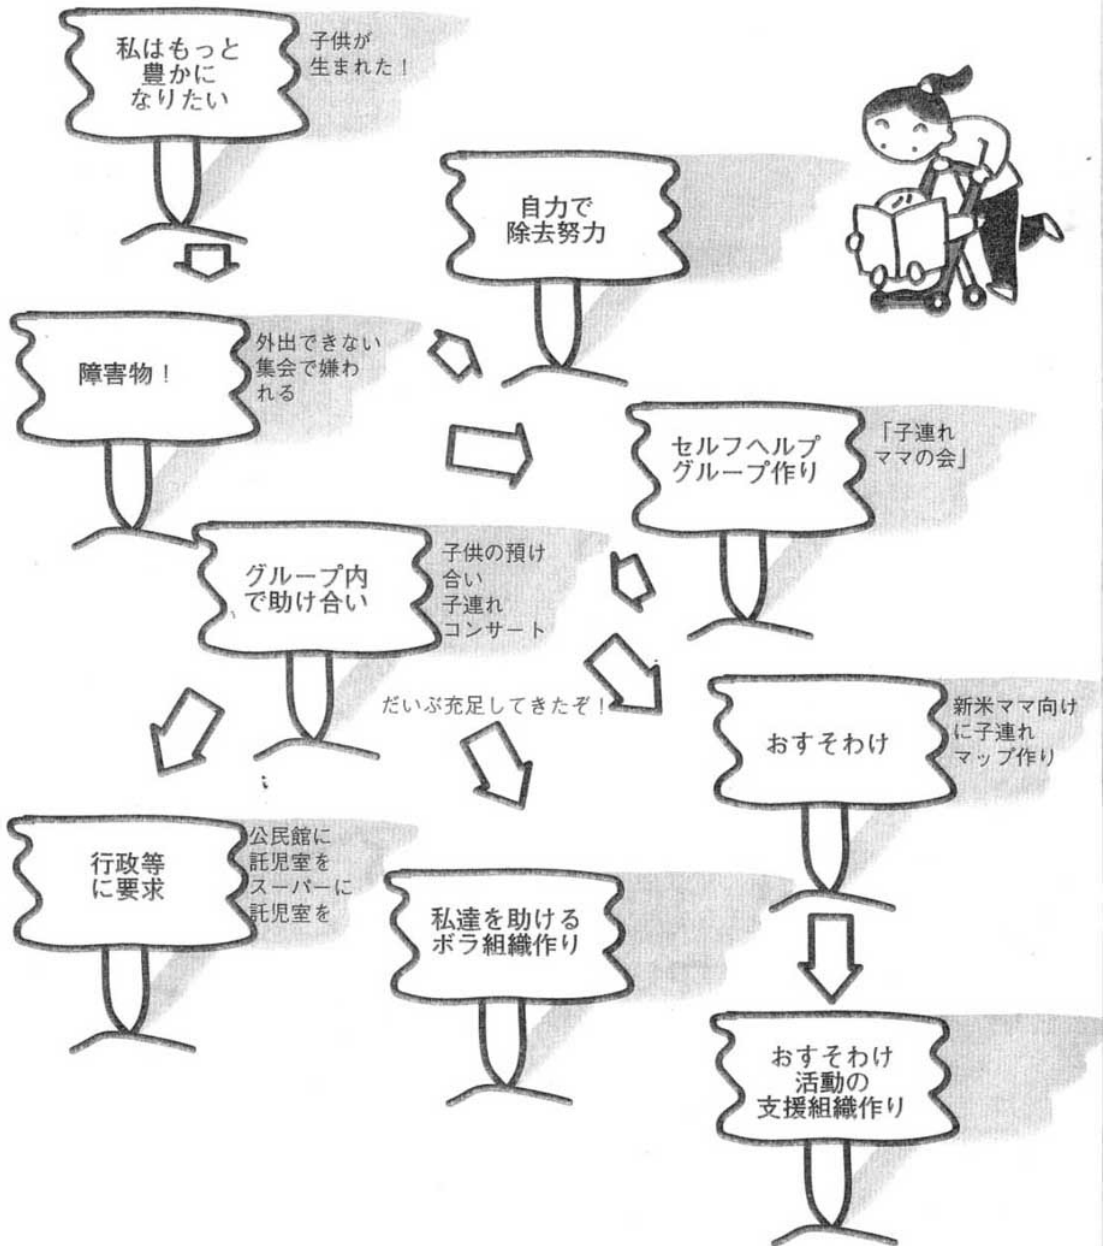 私はもっと
豊かに
なりたい
子供が
生まれた！
自力で
除去努力
障害物！
外出できない
集会で嫌わ
れる
セルフヘルプ
グループ作り
「子連れ
ママの会」
グループ内
で助け合い
子供の預け
合い
子連れ
コンサート
だいぶ充足してきたぞ！
おすそわけ
新米ママ向け
に子連れ
マップ作り
行政等
に要求
公民館に
託児室を
スーパーに
託児室を
私達を助ける
ボラ組織作り
おすそわけ
活動の
支援組織作り